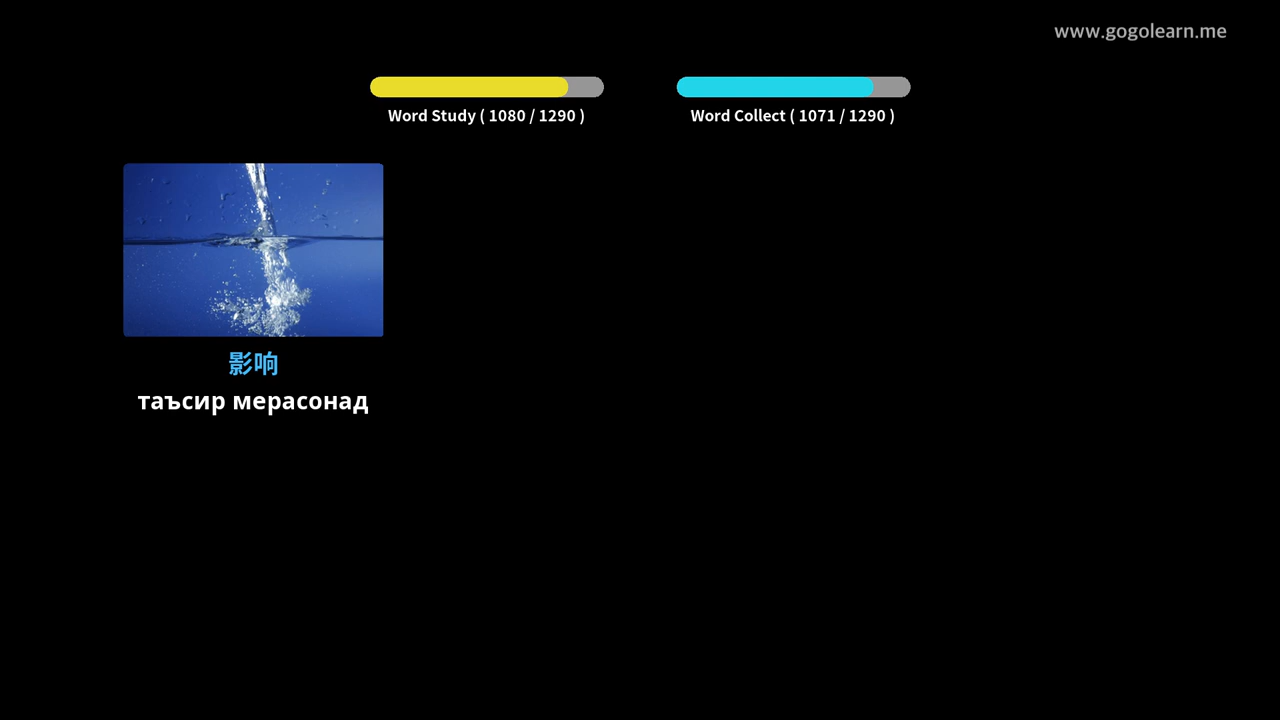 www.gogolearn.me
Word Study ( 1080 / 1290 )
Word Collect ( 1071 / 1290 )
影响
таъсир мерасонад